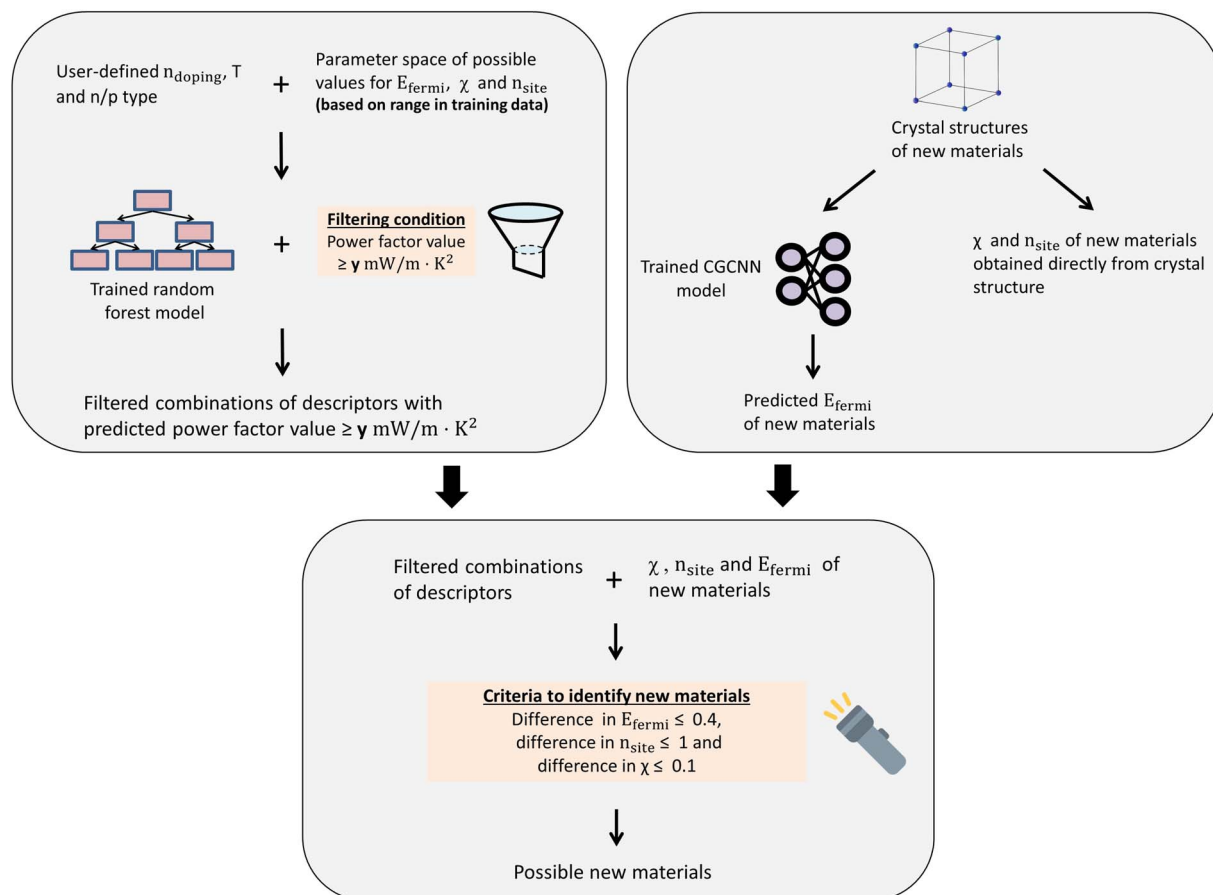 User-defined n_doping, T
and n/p type
+
Parameter space of possible
values for E_fermi, χ and n_site
(based on range in training data)
Trained random
forest model
+
Filtering condition
Power factor value
≥ y mW/m · K²
Filtered combinations of descriptors with
predicted power factor value ≥ y mW/m · K²
Crystal structures
of new materials
Trained CGCNN
model
χ and n_site of new materials
obtained directly from crystal
structure
Predicted E_fermi
of new materials
Filtered combinations
of descriptors
+
χ , n_site and E_fermi of
new materials
Criteria to identify new materials
Difference in E_fermi ≤ 0.4,
difference in n_site ≤ 1 and
difference in χ ≤ 0.1
Possible new materials